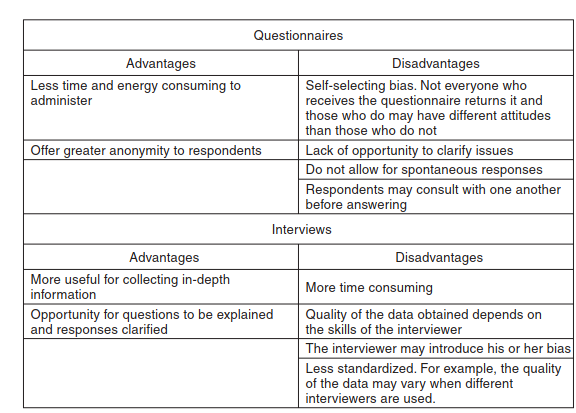 Questionnaires
Advantages
Disadvantages
Less time and energy consuming to
administer
Self-selecting bias. Not everyone who
receives the questionnaire returns it and
those who do may have different attitudes
than those who do not
Offer greater anonymity to respondents
Lack of opportunity to clarify issues
Do not allow for spontaneous responses
Respondents may consult with one another
before answering
Interviews
Advantages
Disadvantages
More useful for collecting in-depth
information
More time consuming
Opportunity for questions to be explained
and responses clarified
Quality of the data obtained depends on
the skills of the interviewer
The interviewer may introduce his or her bias
Less standardized. For example, the quality
of the data may vary when different
interviewers are used.